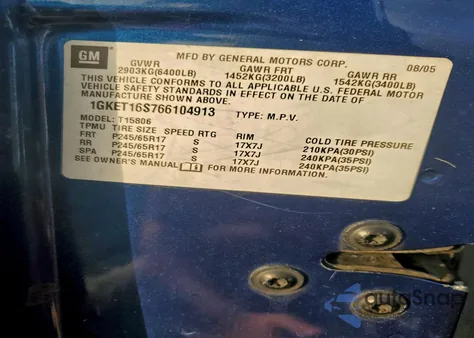 GM
MFD BY GENERAL MOTORS CORP. 08/05
GVWR GAWR FRT GAWR RR
2903KG(6400LB) 1452KG(3200LB) 1542KG(3400LB)
THIS VEHICLE CONFORMS TO ALL APPLICABLE U.S. FEDERAL MOTOR
VEHICLE SAFETY STANDARDS IN EFFECT ON THE DATE OF
MANUFACTURE SHOWN ABOVE.
1GKET16S766104913 TYPE: M.P.V.
MODEL: T15806
TPMU TIRE SIZE SPEED RTG RIM COLD TIRE PRESSURE
FRT P245/65R17 S 17X7J 210KPA(30PSI)
RR P245/65R17 S 17X7J 240KPA(35PSI)
SPA P245/65R17 S 17X7J 240KPA(35PSI)
SEE OWNER'S MANUAL FOR MORE INFORMATION.
autoSnap